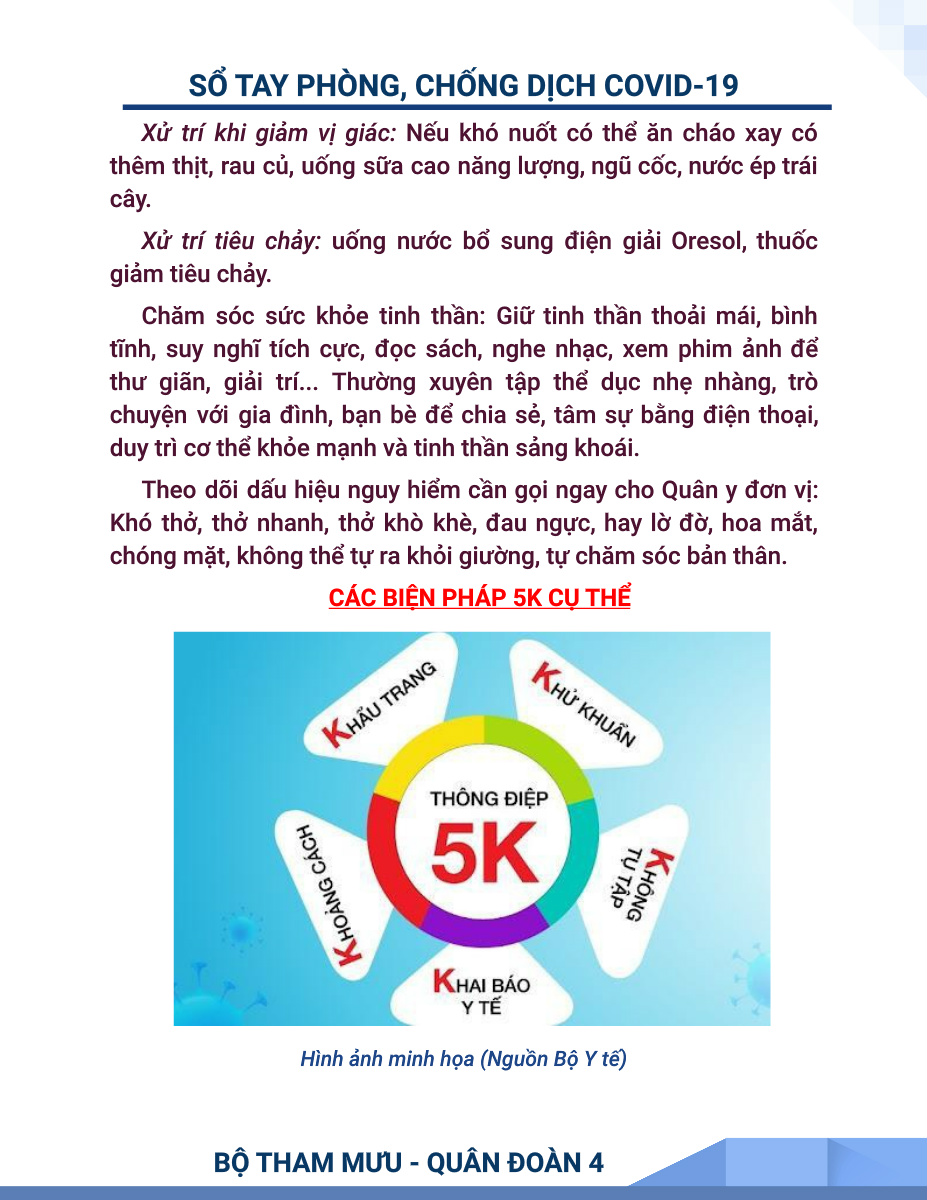 SỔ TAY PHÒNG, CHỐNG DỊCH COVID-19
Xử trí khi giảm vị giác: Nếu khó nuốt có thể ăn cháo xay có
thêm thịt, rau củ, uống sữa cao năng lượng, ngũ cốc, nước ép trái
cây.
Xử trí tiêu chảy: uống nước bổ sung điện giải Oresol, thuốc
giảm tiêu chảy.
Chăm sóc sức khỏe tinh thần: Giữ tinh thần thoải mái, bình
tĩnh, suy nghĩ tích cực, đọc sách, nghe nhạc, xem phim ảnh để
thư giãn, giải trí... Thường xuyên tập thể dục nhẹ nhàng, trò
chuyện với gia đình, bạn bè để chia sẻ, tâm sự bằng điện thoại,
duy trì cơ thể khỏe mạnh và tinh thần sảng khoái.
Theo dõi dấu hiệu nguy hiểm cần gọi ngay cho Quân y đơn vị:
Khó thở, thở nhanh, thở khò khè, đau ngực, hay lờ đờ, hoa mắt,
chóng mặt, không thể tự ra khỏi giường, tự chăm sóc bản thân.
CÁC BIỆN PHÁP 5K CỤ THỂ
KHẨU TRANG
KHỬ KHUẨN
THÔNG ĐIỆP
5K
KHOẢNG CÁCH
KHÔNG
TỤ TẬP
KHAI BÁO
Y TẾ
Hình ảnh minh họa (Nguồn Bộ Y tế)
BỘ THAM MƯU - QUÂN ĐOÀN 4